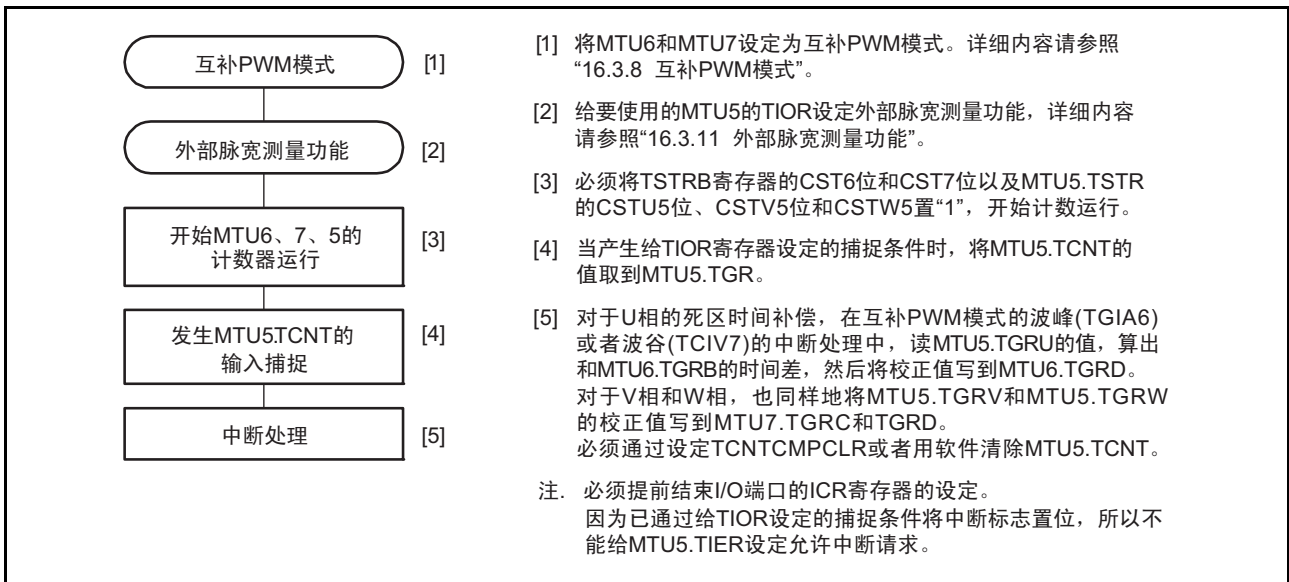 互补PWM模式 [1]
外部脉宽测量功能 [2]
开始MTU6、7、5的
计数器运行
[3]
发生MTU5.TCNT的
输入捕捉
[4]
中断处理 [5]
[1] 将MTU6和MTU7设定为互补PWM模式。详细内容请参照
“16.3.8 互补PWM模式”。
[2] 给要使用的MTU5的TIOR设定外部脉宽测量功能，详细内容
请参照“16.3.11 外部脉宽测量功能”。
[3] 必须将TSTRB寄存器的CST6位和CST7位以及MTU5.TSTR
的CSTU5位、CSTV5位和CSTW5置“1”，开始计数运行。
[4] 当产生给TIOR寄存器设定的捕捉条件时，将MTU5.TCNT的
值取到MTU5.TGR。
[5] 对于U相的死区时间补偿，在互补PWM模式的波峰(TGIA6)
或者波谷(TCIV7)的中断处理中，读MTU5.TGRU的值，算出
和MTU6.TGRB的时间差，然后将校正值写到MTU6.TGRD。
对于V相和W相，也同样地将MTU5.TGRV和MTU5.TGRW
的校正值写到MTU7.TGRC和TGRD。
必须通过设定TCNTCMPCLR或者用软件清除MTU5.TCNT。
注. 必须提前结束I/O端口的ICR寄存器的设定。
因为已通过给TIOR设定的捕捉条件将中断标志置位，所以不
能给MTU5.TIER设定允许中断请求。